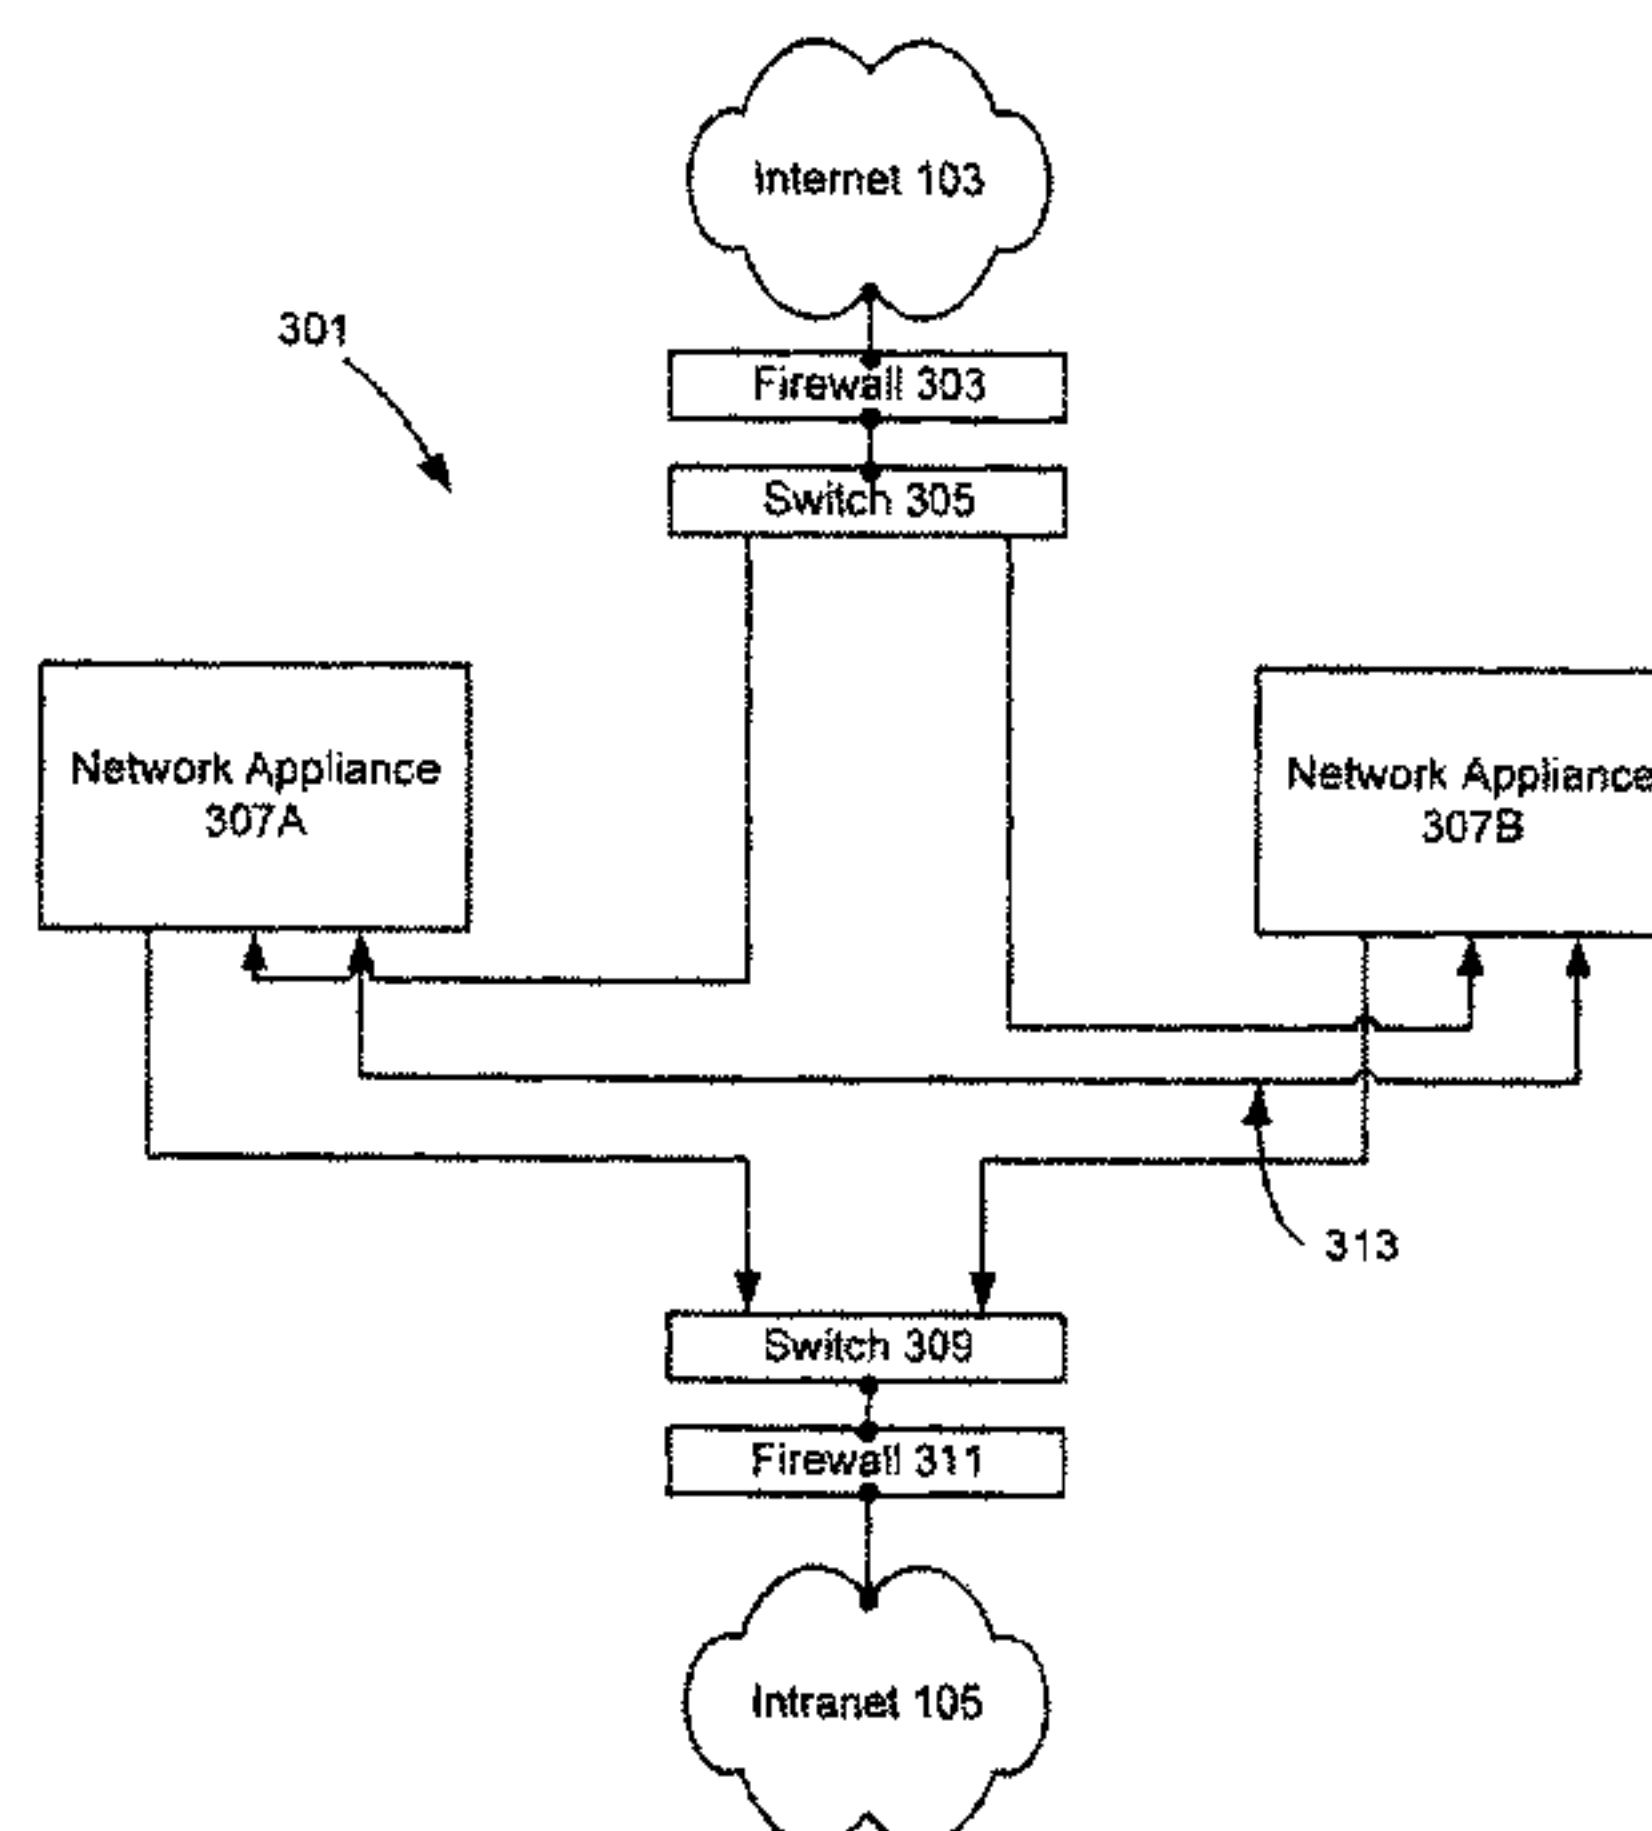 Internet 103
301
Firewall 303
Switch 305
Network Appliance
307A
Network Appliance
307B
313
Switch 309
Firewall 311
Intranet 105